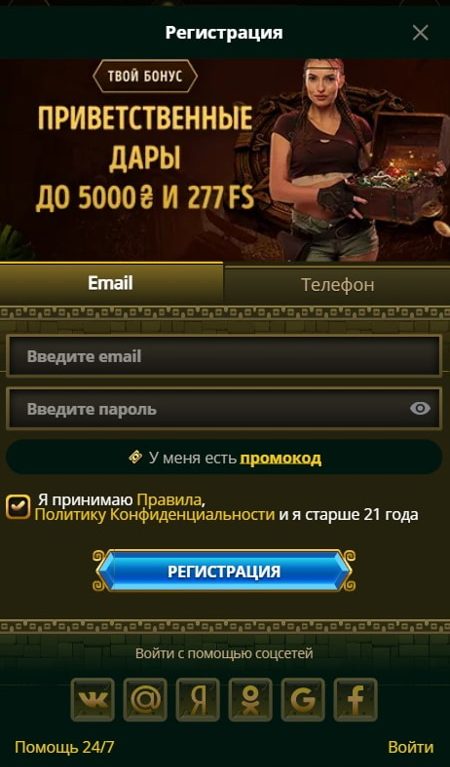 Регистрация
ТВОЙ БОНУС
ПРИВЕТСТВЕННЫЕ
ДАРЫ
ДО 5000 ₴ И 277 FS
Email
Телефон
Введите email
Введите пароль
У меня есть промокод
Я принимаю Правила,
Политику Конфиденциальности и я старше 21 года
РЕГИСТРАЦИЯ
Войти с помощью соцсетей
Помощь 24/7
Войти